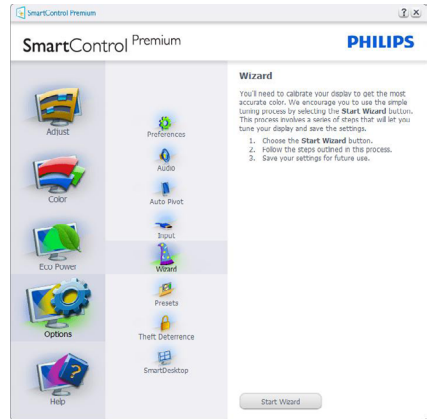 SmartControl Premium
SmartControl Premium
PHILIPS
Adjust
Color
Eco Power
Options
Help
Preferences
Audio
Auto Pivot
Input
Wizard
Presets
Theft Deterrence
SmartDesktop
Wizard
You'll need to calibrate your display to get the most
accurate color. We encourage you to use the simple
tuning process by selecting the Start Wizard button.
This process involves a series of steps that will let you
tune your display and save the settings.
1. Choose the Start Wizard button.
2. Follow the steps outlined in this process.
3. Save your settings for future use.
Start Wizard